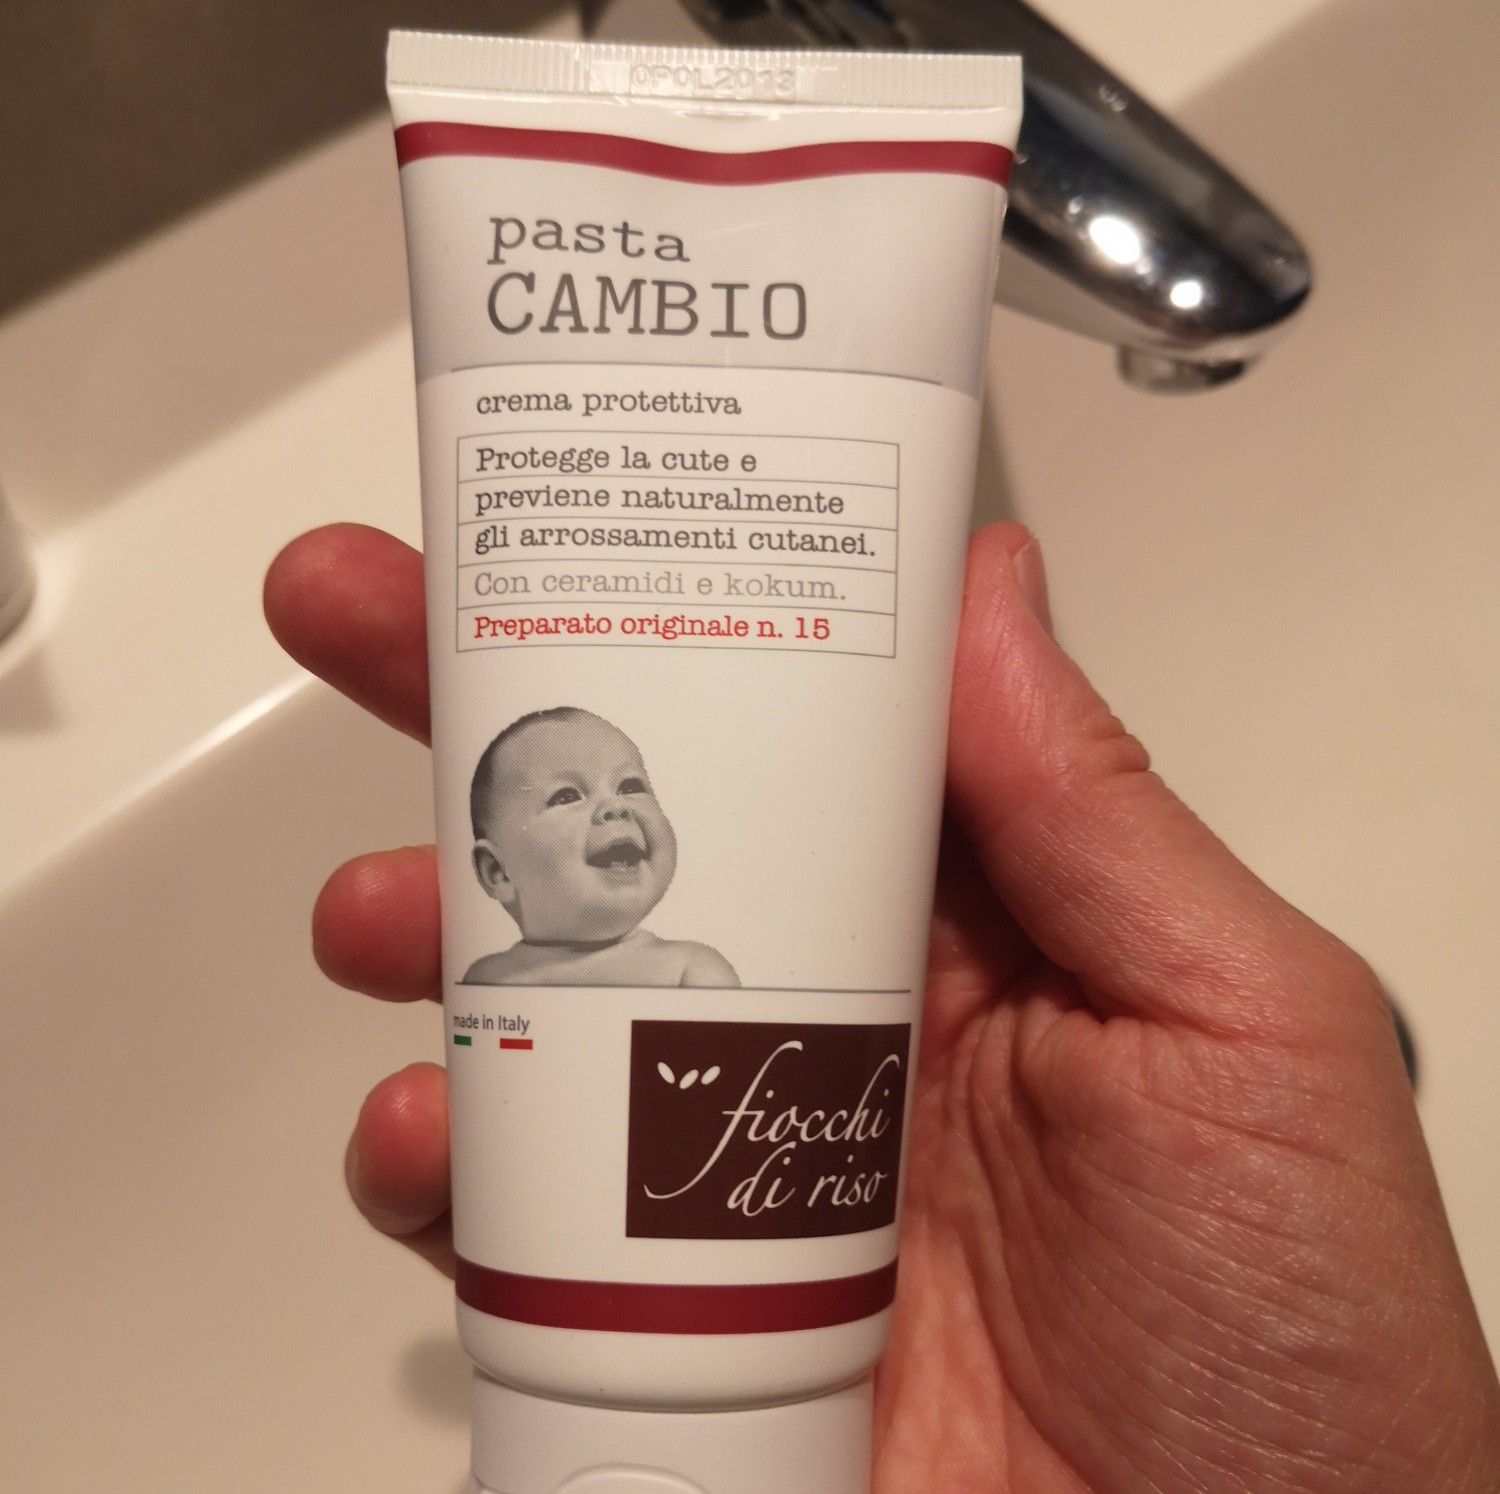 0P0L2013
pasta
CAMBIO
crema protettiva
Protegge la cute e
previene naturalmente
gli arrossamenti cutanei.
Con ceramidi e kokum.
Preparato originale n. 15
made in Italy
fiocchi
di riso